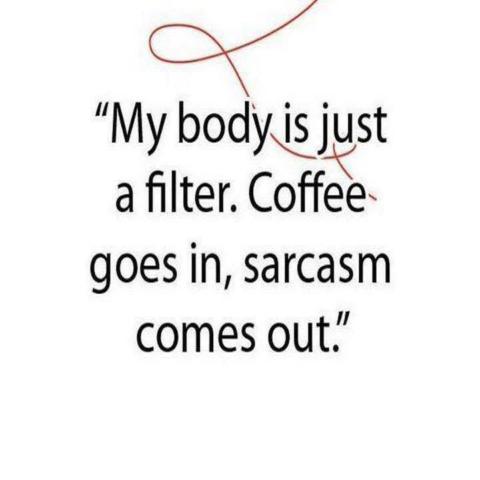 “My body is just
a filter. Coffee
goes in, sarcasm
comes out.”